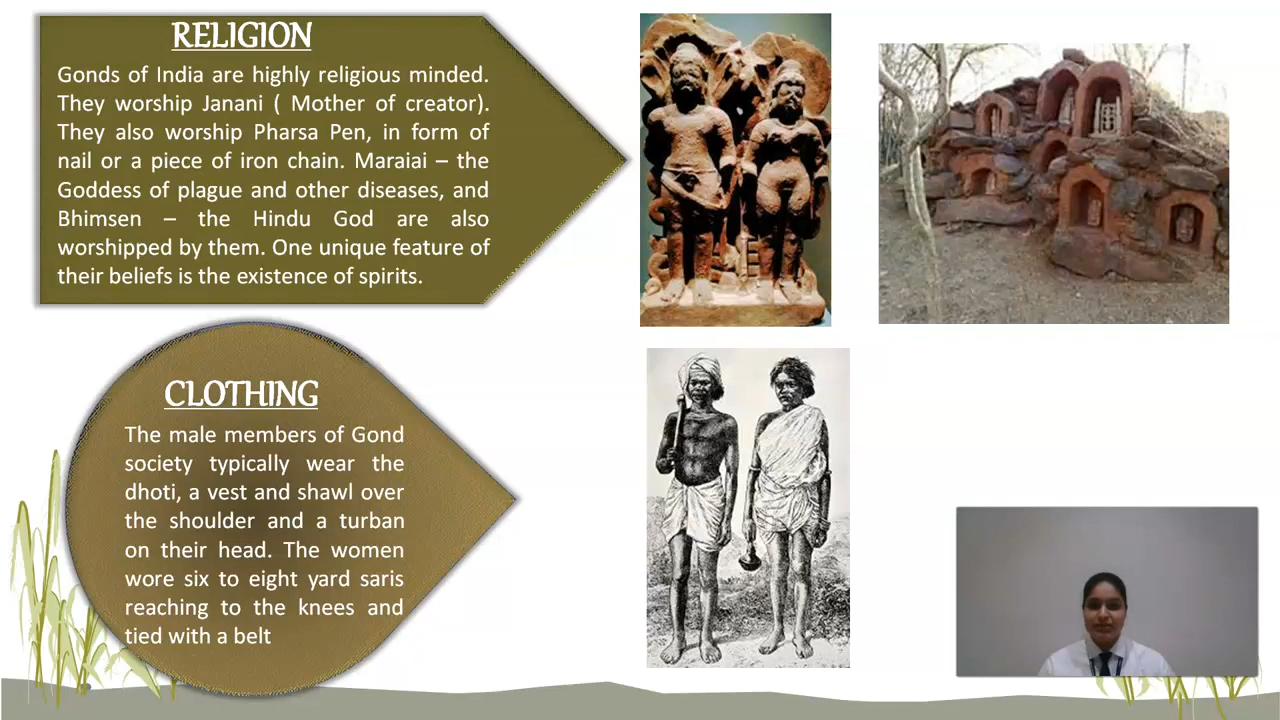 RELIGION
Gonds of India are highly religious minded.
They worship Janani ( Mother of creator).
They also worship Pharsa Pen, in form of
nail or a piece of iron chain. Maraiai – the
Goddess of plague and other diseases, and
Bhimsen – the Hindu God are also
worshipped by them. One unique feature of
their beliefs is the existence of spirits.
CLOTHING
The male members of Gond
society typically wear the
dhoti, a vest and shawl over
the shoulder and a turban
on their head. The women
wore six to eight yard saris
reaching to the knees and
tied with a belt